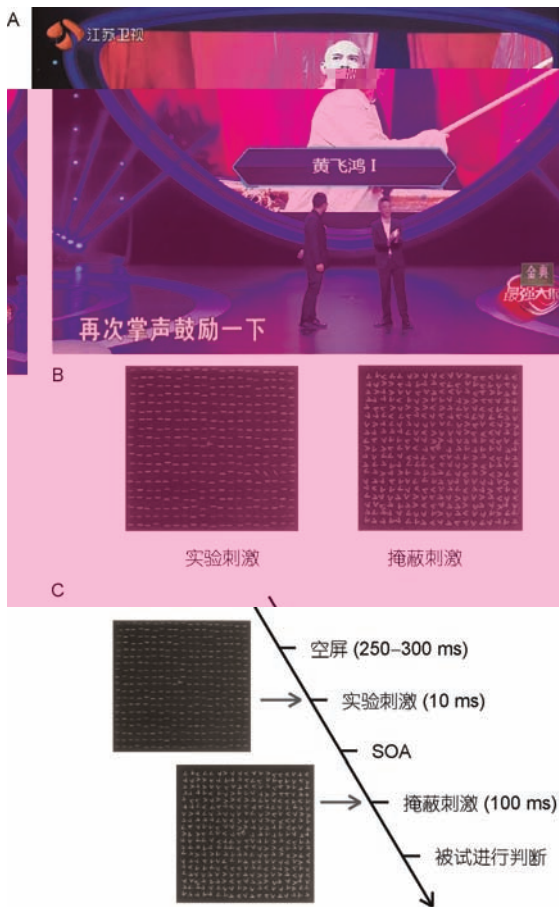 A
江苏卫视
黄飞鸿 I
金典
最强大脑
再次掌声鼓励一下
B
实验刺激
掩蔽刺激
C
空屏 (250–300 ms)
实验刺激 (10 ms)
SOA
掩蔽刺激 (100 ms)
被试进行判断